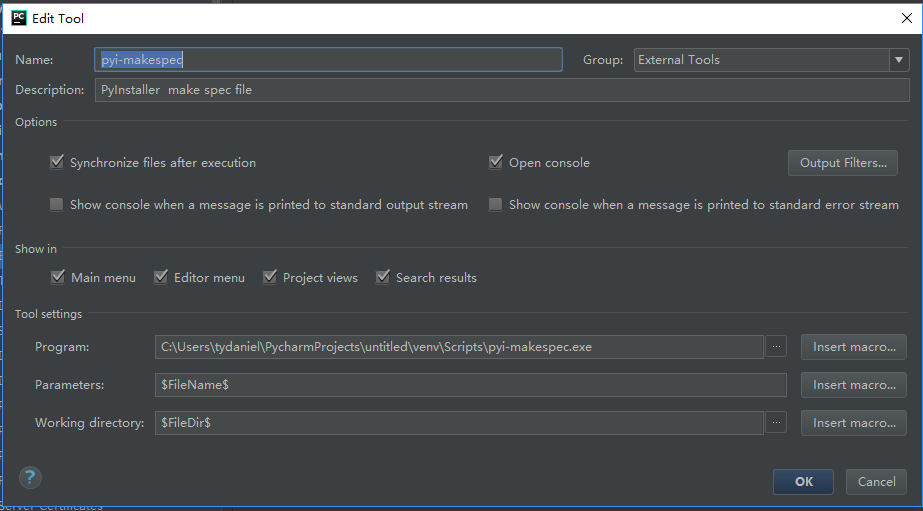 PC Edit Tool
Name: pyi-makespec Group: External Tools
Description: PyInstaller make spec file
Options
Synchronize files after execution Open console Output Filters...
Show console when a message is printed to standard output stream Show console when a message is printed to standard error stream
Show in
Main menu Editor menu Project views Search results
Tool settings
Program: C:\Users\tydaniel\PycharmProjects\untitled\venv\Scripts\pyi-makespec.exe ... Insert macro...
Parameters: $FileName$ Insert macro...
Working directory: $FileDir$ ... Insert macro...
? OK Cancel
Server Certificates